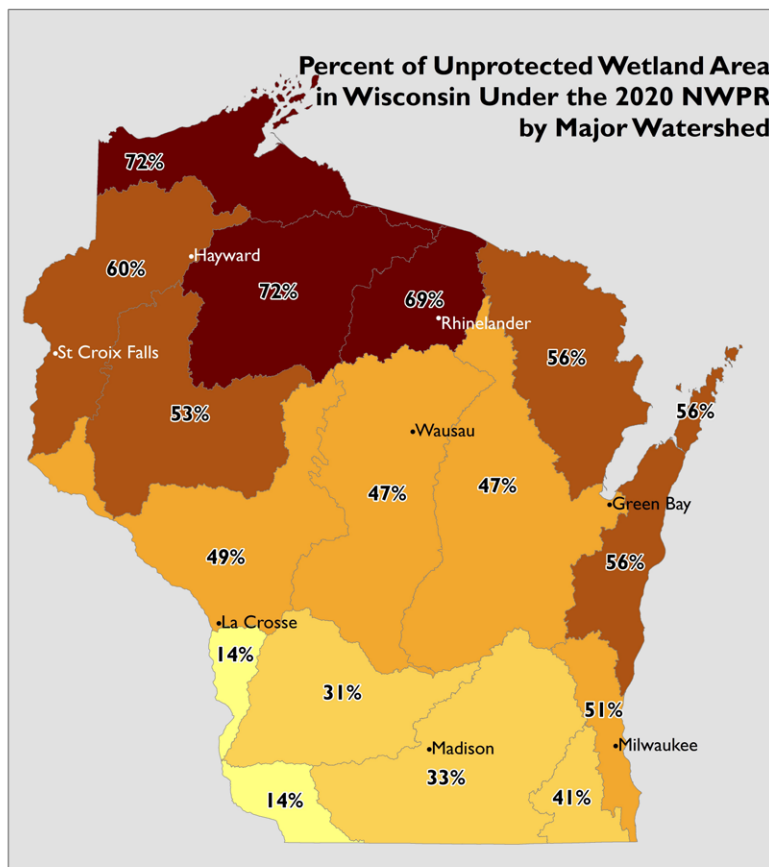 Percent of Unprotected Wetland Area
in Wisconsin Under the 2020 NWPR
by Major Watershed
72%
Hayward
60%
72%
69%
Rhinelander
St Croix Falls
56%
53%
56%
Wausau
47%
47%
Green Bay
49%
56%
La Crosse
14%
31%
51%
Madison
Milwaukee
33%
14%
41%